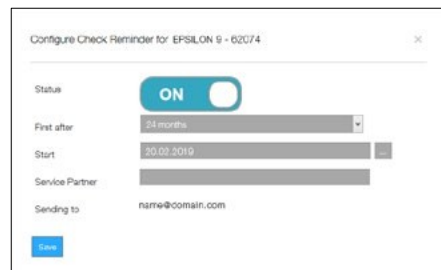 Configure Check Reminder for EPSILON 9 - 62074 ×
Status ON
First after 24 months
Start 20.02.2019 ...
Service Partner
Sending to name@domain.com
Save